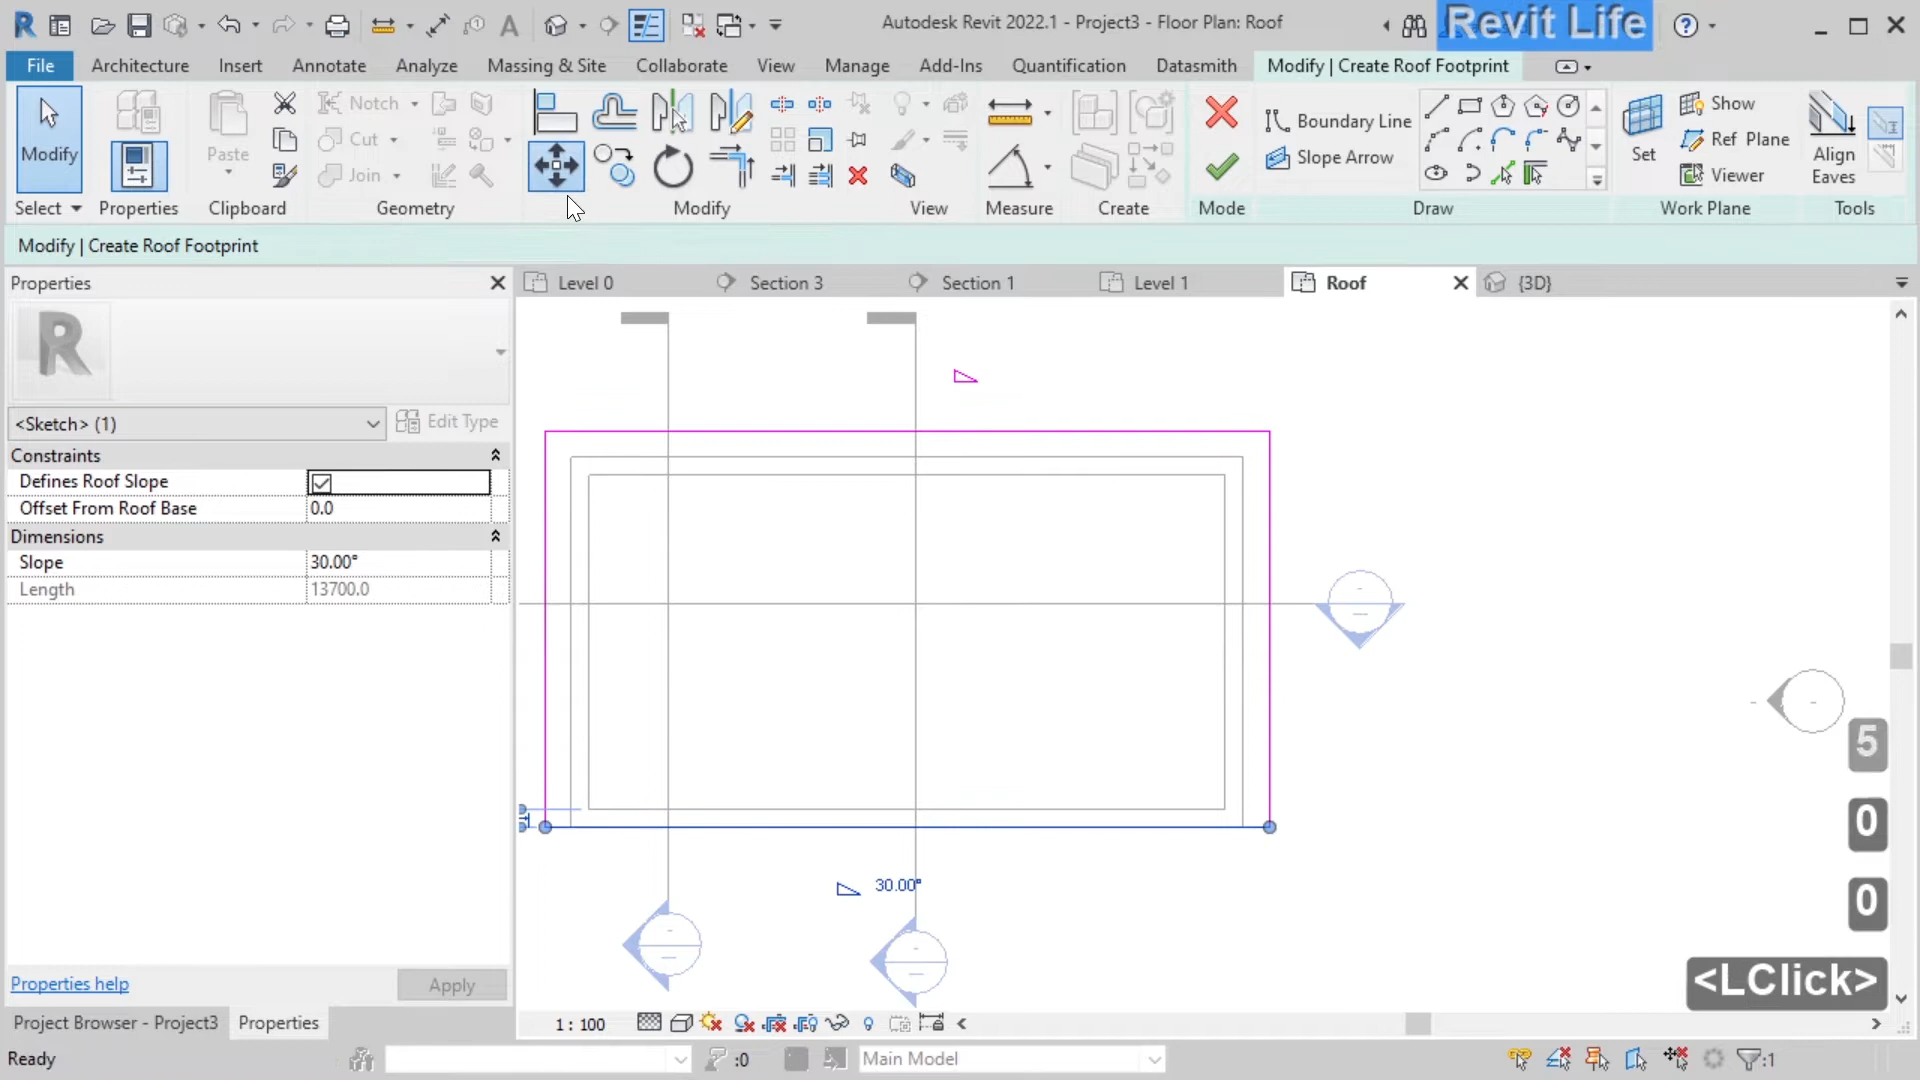 Autodesk Revit 2022.1 - Project3 - Floor Plan: Roof
Revit Life
File Architecture Insert Annotate Analyze Massing & Site Collaborate View Manage Add-Ins Quantification Datasmith Modify | Create Roof Footprint
Modify
Paste
Notch
Cut
Join
Boundary Line
Slope Arrow
Set
Show
Ref Plane
Viewer
Align
Eaves
Select Properties Clipboard Geometry Modify View Measure Create Mode Draw Work Plane Tools
Modify | Create Roof Footprint
Properties
Level 0 Section 3 Section 1 Level 1 Roof {3D}
R
<Sketch> (1)
Edit Type
Constraints
Defines Roof Slope
Offset From Roof Base 0.0
Dimensions
Slope 30.00°
Length 13700.0
30.00°
5
0
0
<LClick>
Properties help
Apply
Project Browser - Project3 Properties
1 : 100
Ready
:0
Main Model
:1